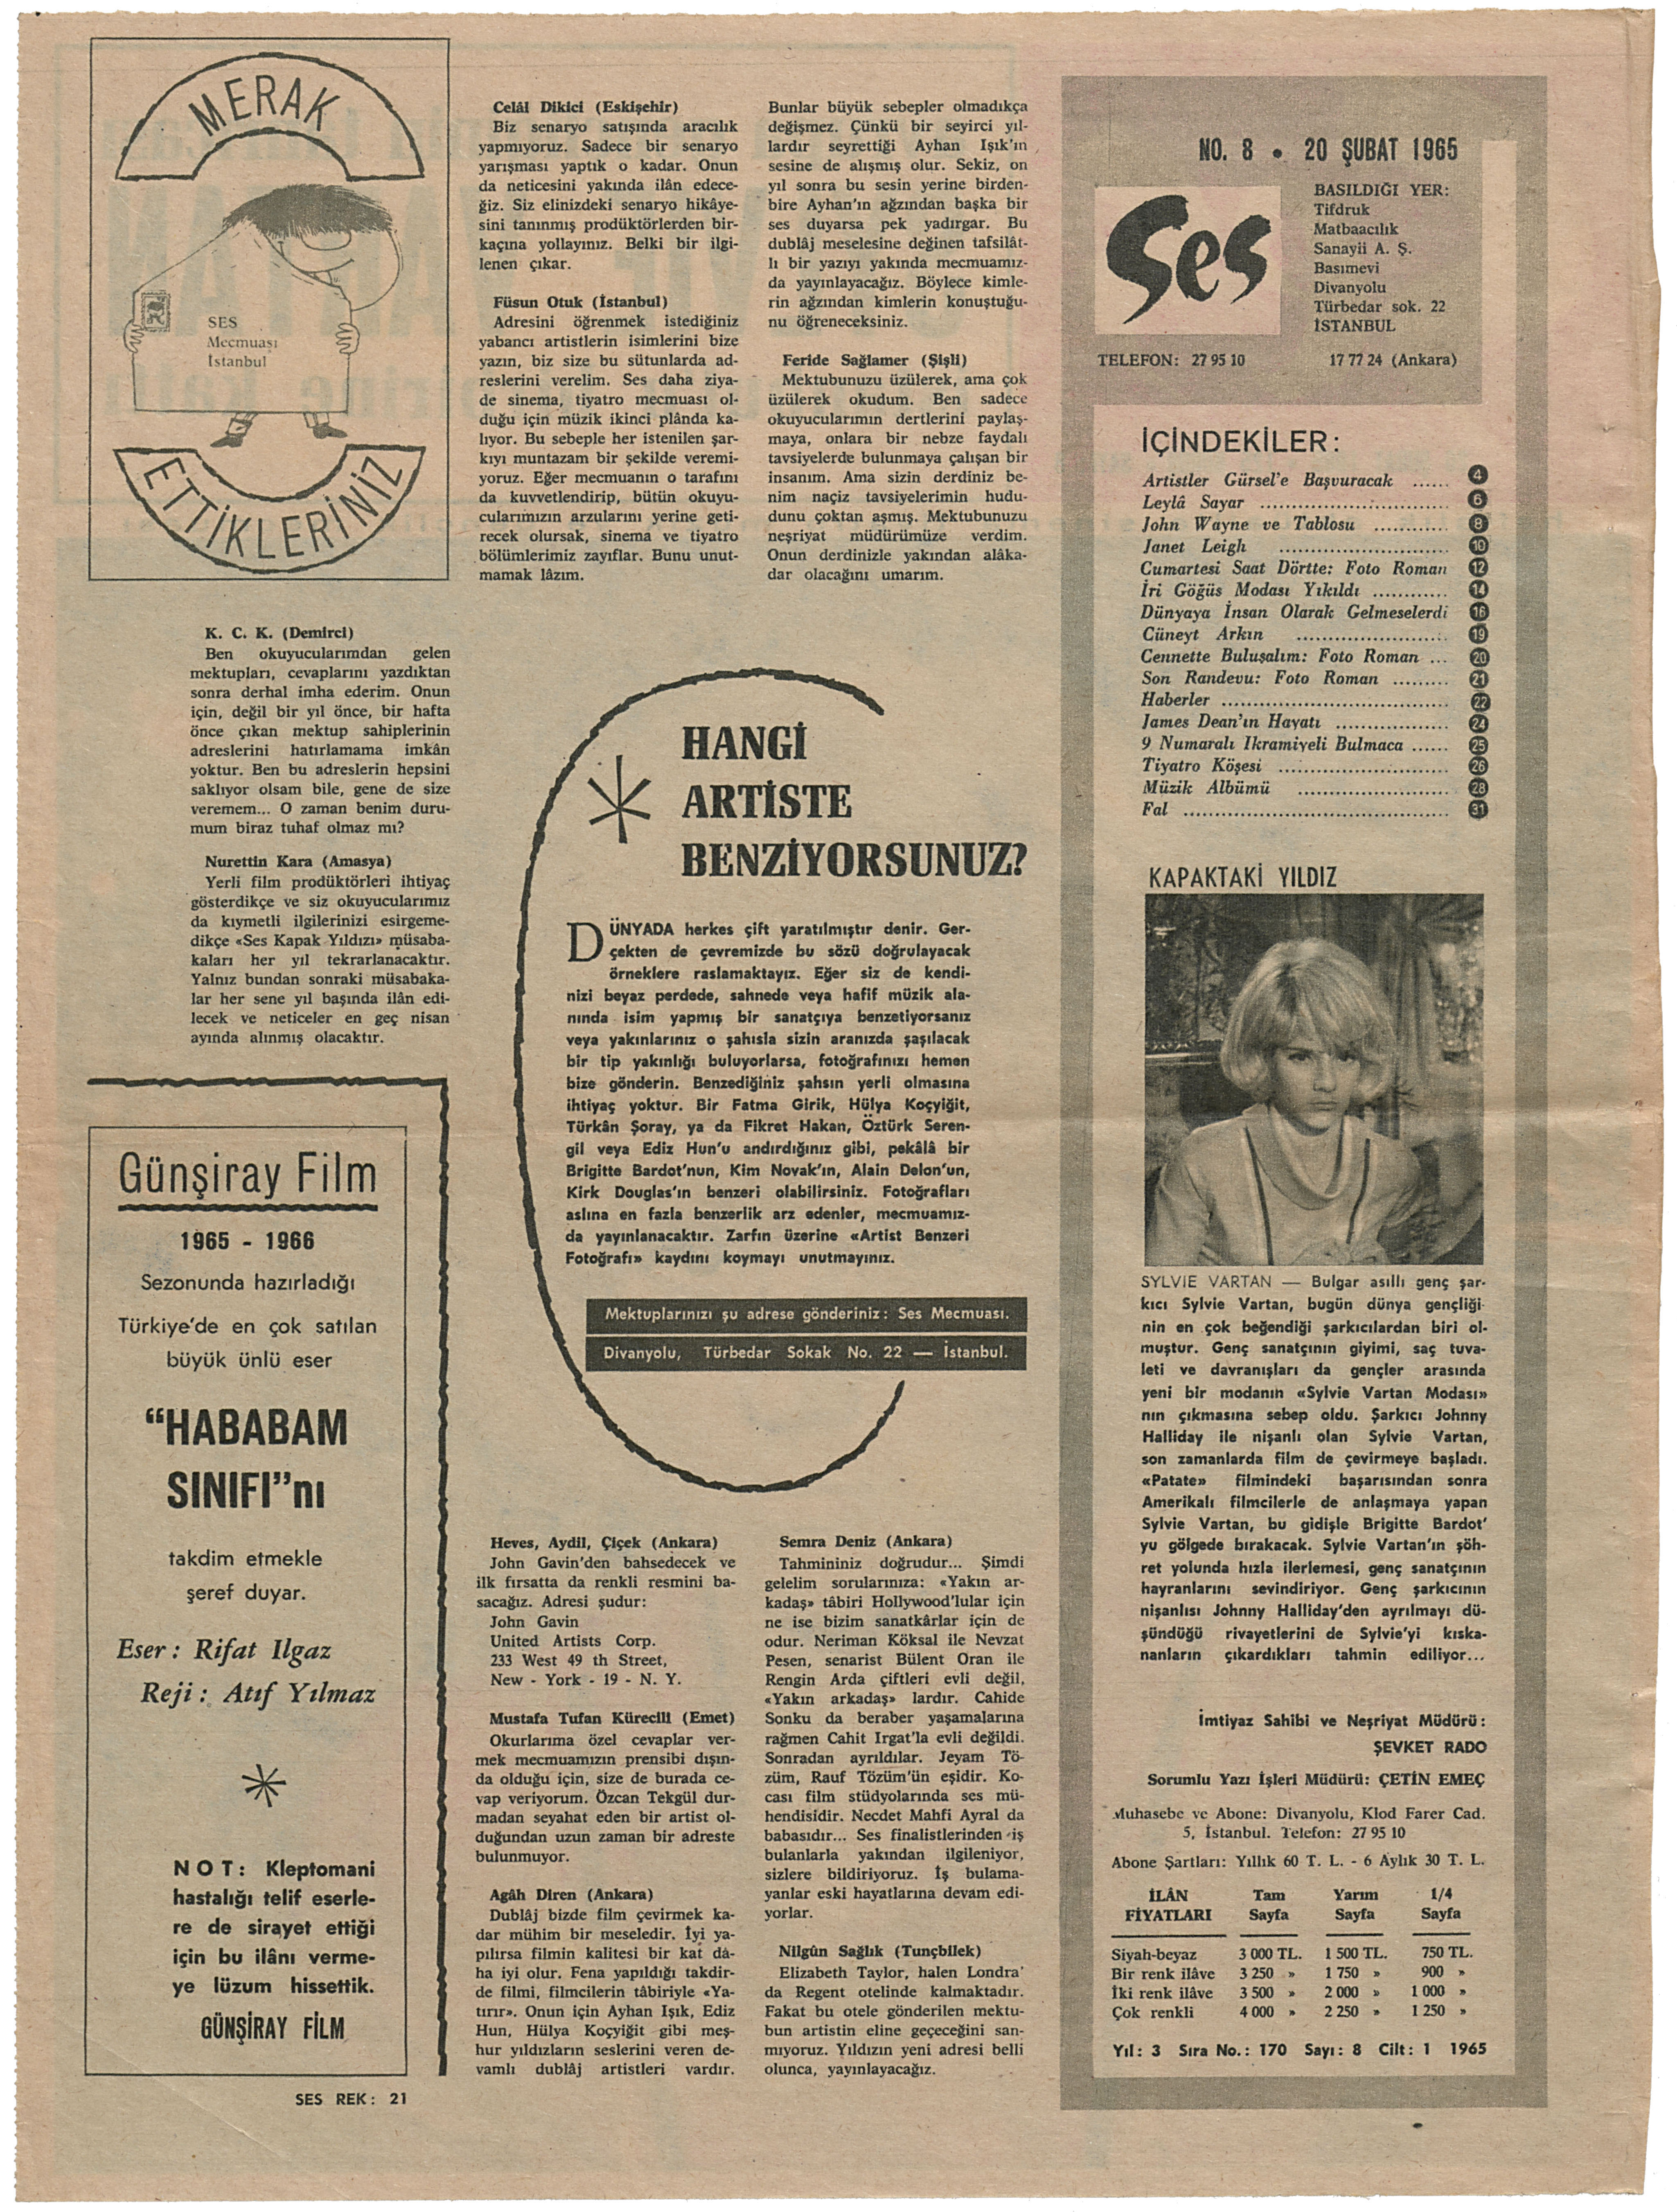 MERAK
SES
Mecmuası
İstanbul
ETTİKLERİNİZ
K. C. K. (Demirci)
Ben okuyucularımdan gelen
mektupları, cevaplarını yazdıktan
sonra derhal imha ederim. Onun
için, değil bir yıl önce, bir hafta
önce çıkan mektup sahiplerinin
adreslerini hatırlamama imkân
yoktur. Ben bu adreslerin hepsini
saklıyor olsam bile, gene de size
veremem... O zaman benim duru-
mum biraz tuhaf olmaz mı?
Nurettin Kara (Amasya)
Yerli film prodüktörleri ihtiyaç
gösterdikçe ve siz okuyucularımız
da kıymetli ilgilerinizi esirgeme-
dikçe «Ses Kapak Yıldızı» müsaba-
kaları her yıl tekrarlanacaktır.
Yalnız bundan sonraki müsabaka-
lar her sene yıl başında ilân edi-
lecek ve neticeler en geç nisan
ayında alınmış olacaktır.
Günşiray Film
1965 - 1966
Sezonunda hazırladığı
Türkiye'de en çok satılan
büyük ünlü eser
“HABABAM
SINIFI”nı
takdim etmekle
şeref duyar.
Eser : Rifat Ilgaz
Reji : Atıf Yılmaz
NOT: Kleptomani
hastalığı telif eserle-
re de sirayet ettiği
için bu ilânı verme-
ye lüzum hissettik.
GÜNŞİRAY FİLM
SES REK: 21
Celâl Dikici (Eskişehir)
Biz senaryo satışında aracılık
yapmıyoruz. Sadece bir senaryo
yarışması yaptık o kadar. Onun
da neticesini yakında ilân edece-
ğiz. Siz elinizdeki senaryo hikâye-
sini tanınmış prodüktörlerden bir-
kaçına yollayınız. Belki bir ilgi-
lenen çıkar.
Füsun Otuk (İstanbul)
Adresini öğrenmek istediğiniz
yabancı artistlerin isimlerini bize
yazın, biz size bu sütunlarda ad-
reslerini verelim. Ses daha ziya-
de sinema, tiyatro mecmuası ol-
duğu için müzik ikinci plânda ka-
lıyor. Bu sebeple her istenilen şar-
kıyı muntazam bir şekilde veremi-
yoruz. Eğer mecmuanın o tarafını
da kuvvetlendirip, bütün okuyu-
cularımızın arzularını yerine geti-
recek olursak, sinema ve tiyatro
bölümlerimiz zayıflar. Bunu unut-
mamak lâzım.
Bunlar büyük sebepler olmadıkça
değişmez. Çünkü bir seyirci yıl-
lardır seyrettiği Ayhan Işık'ın
sesine de alışmış olur. Sekiz, on
yıl sonra bu sesin yerine birden-
bire Ayhan'ın ağzından başka bir
ses duyarsa pek yadırgar. Bu
dublâj meselesine değinen tafsilât-
lı bir yazıyı yakında mecmuamız-
da yayınlayacağız. Böylece kimle-
rin ağzından kimlerin konuştuğu-
nu öğreneceksiniz.
Feride Sağlamer (Şişli)
Mektubunuzu üzülerek, ama çok
üzülerek okudum. Ben sadece
okuyucularımın dertlerini paylaş-
maya, onlara bir nebze faydalı
tavsiyelerde bulunmaya çalışan bir
insanım. Ama sizin derdiniz be-
nim naçiz tavsiyelerimin hudu-
dunu çoktan aşmış. Mektubunuzu
neşriyat müdürümüze verdim.
Onun derdinizle yakından alâka-
dar olacağını umarım.
HANGİ
ARTİSTE
BENZİYORSUNUZ?
DÜNYADA herkes çift yaratılmıştır denir. Ger-
çekten de çevremizde bu sözü doğrulayacak
örneklere raslamaktayız. Eğer siz de kendi-
nizi beyaz perdede, sahnede veya hafif müzik ala-
nında isim yapmış bir sanatçıya benzetiyorsanız
veya yakınlarınız o şahısla sizin aranızda şaşılacak
bir tip yakınlığı buluyorlarsa, fotoğrafınızı hemen
bize gönderin. Benzediğiniz şahsın yerli olmasına
ihtiyaç yoktur. Bir Fatma Girik, Hülya Koçyiğit,
Türkân Şoray, ya da Fikret Hakan, Öztürk Seren-
gil veya Ediz Hun'u andırdığınız gibi, pekâlâ bir
Brigitte Bardot'nun, Kim Novak'ın, Alain Delon'un,
Kirk Douglas'ın benzeri olabilirsiniz. Fotoğrafları
aslına en fazla benzerlik arz edenler, mecmuamız-
da yayınlanacaktır. Zarfın üzerine «Artist Benzeri
Fotoğrafı» kaydını koymayı unutmayınız.
Mektuplarınızı şu adrese gönderiniz: Ses Mecmuası.
Divanyolu, Türbedar Sokak No. 22 — İstanbul.
Heves, Aydil, Çiçek (Ankara)
John Gavin'den bahsedecek ve
ilk fırsatta da renkli resmini ba-
sacağız. Adresi şudur:
John Gavin
United Artists Corp.
233 West 49 th Street,
New - York - 19 - N. Y.
Mustafa Tufan Kürecili (Emet)
Okurlarıma özel cevaplar ver-
mek mecmuamızın prensibi dışın-
da olduğu için, size de burada ce-
vap veriyorum. Özcan Tekgül dur-
madan seyahat eden bir artist ol-
duğundan uzun zaman bir adreste
bulunmuyor.
Agâh Diren (Ankara)
Dublâj bizde film çevirmek ka-
dar mühim bir meseledir. İyi ya-
pılırsa filmin kalitesi bir kat da-
ha iyi olur. Fena yapıldığı takdir-
de filmi, filmcilerin tâbiriyle «Ya-
tırır». Onun için Ayhan Işık, Ediz
Hun, Hülya Koçyiğit gibi meş-
hur yıldızların seslerini veren de-
vamlı dublâj artistleri vardır.
Semra Deniz (Ankara)
Tahmininiz doğrudur... Şimdi
gelelim sorularınıza: «Yakın ar-
kadaş» tâbiri Hollywood'lular için
ne ise bizim sanatkârlar için de
odur. Neriman Köksal ile Nevzat
Pesen, senarist Bülent Oran ile
Rengin Arda çiftleri evli değil,
«Yakın arkadaş» lardır. Cahide
Sonku da beraber yaşamalarına
rağmen Cahit Irgat'la evli değildi.
Sonradan ayrıldılar. Jeyam Tö-
züm, Rauf Tözüm'ün eşidir. Ko-
cası film stüdyolarında ses mü-
hendisidir. Necdet Mahfi Ayral da
babasıdır... Ses finalistlerinden iş
bulanlarla yakından ilgileniyor,
sizlere bildiriyoruz. İş bulama-
yanlar eski hayatlarına devam edi-
yorlar.
Nilgûn Sağlık (Tunçbilek)
Elizabeth Taylor, halen Londra'
da Regent otelinde kalmaktadır.
Fakat bu otele gönderilen mektu-
bun artistin eline geçeceğini san-
mıyoruz. Yıldızın yeni adresi belli
olunca, yayınlayacağız.
NO. 8 • 20 ŞUBAT 1965
Ses
BASILDIĞI YER:
Tifdruk
Matbaacılık
Sanayii A. Ş.
Basımevi
Divanyolu
Türbedar sok. 22
İSTANBUL
TELEFON: 27 95 10 17 77 24 (Ankara)
İÇİNDEKİLER:
Artistler Gürsel'e Başvuracak ...... 4
Leylâ Sayar ............................. 6
John Wayne ve Tablosu ............ 8
Janet Leigh ........................... 10
Cumartesi Saat Dörtte: Foto Roman 12
İri Göğüs Modası Yıkıldı ............ 14
Dünyaya İnsan Olarak Gelmeselerdi 16
Cüneyt Arkın ........................ 19
Cennette Buluşalım: Foto Roman ... 20
Son Randevu: Foto Roman ......... 21
Haberler .................................... 22
James Dean'ın Hayatı .................. 24
9 Numaralı Ikramiyeli Bulmaca ...... 25
Tiyatro Köşesi ........................... 26
Müzik Albümü ........................ 28
Fal .......................................... 31
KAPAKTAKİ YILDIZ
SYLVIE VARTAN — Bulgar asıllı genç şar-
kıcı Sylvie Vartan, bugün dünya gençliği-
nin en çok beğendiği şarkıcılardan biri ol-
muştur. Genç sanatçının giyimi, saç tuva-
leti ve davranışları da gençler arasında
yeni bir modanın «Sylvie Vartan Modası»
nın çıkmasına sebep oldu. Şarkıcı Johnny
Halliday ile nişanlı olan Sylvie Vartan,
son zamanlarda film de çevirmeye başladı.
«Patate» filmindeki başarısından sonra
Amerikalı filmcilerle de anlaşmaya yapan
Sylvie Vartan, bu gidişle Brigitte Bardot'
yu gölgede bırakacak. Sylvie Vartan'ın şöh-
ret yolunda hızla ilerlemesi, genç sanatçının
hayranlarını sevindiriyor. Genç şarkıcının
nişanlısı Johnny Halliday'den ayrılmayı dü-
şündüğü rivayetlerini de Sylvie'yi kıska-
nanların çıkardıkları tahmin ediliyor...
İmtiyaz Sahibi ve Neşriyat Müdürü:
ŞEVKET RADO
Sorumlu Yazı İşleri Müdürü: ÇETİN EMEÇ
Muhasebe ve Abone: Divanyolu, Klod Farer Cad.
5, İstanbul. Telefon: 27 95 10
Abone Şartları: Yıllık 60 T. L. - 6 Aylık 30 T. L.
İLÂN Tam Yarım 1/4
FİYATLARI Sayfa Sayfa Sayfa
Siyah-beyaz 3 000 TL. 1 500 TL. 750 TL.
Bir renk ilâve 3 250 » 1 750 » 900 »
İki renk ilâve 3 500 » 2 000 » 1 000 »
Çok renkli 4 000 » 2 250 » 1 250 »
Yıl: 3 Sıra No.: 170 Sayı: 8 Cilt: 1 1965